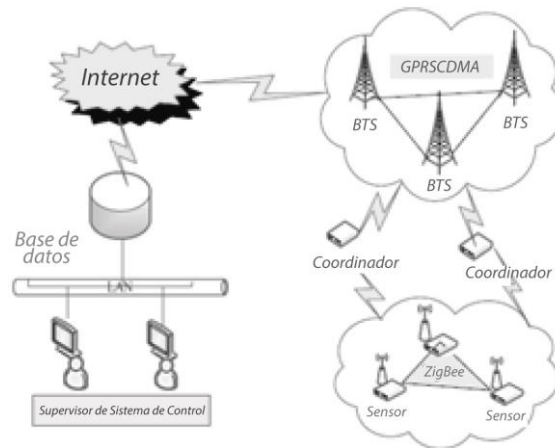 Internet
GPRSCDMA
BTS
BTS
BTS
Base de
datos
LAN
Coordinador
Coordinador
ZigBee
Sensor
Sensor
Supervisor de Sistema de Control